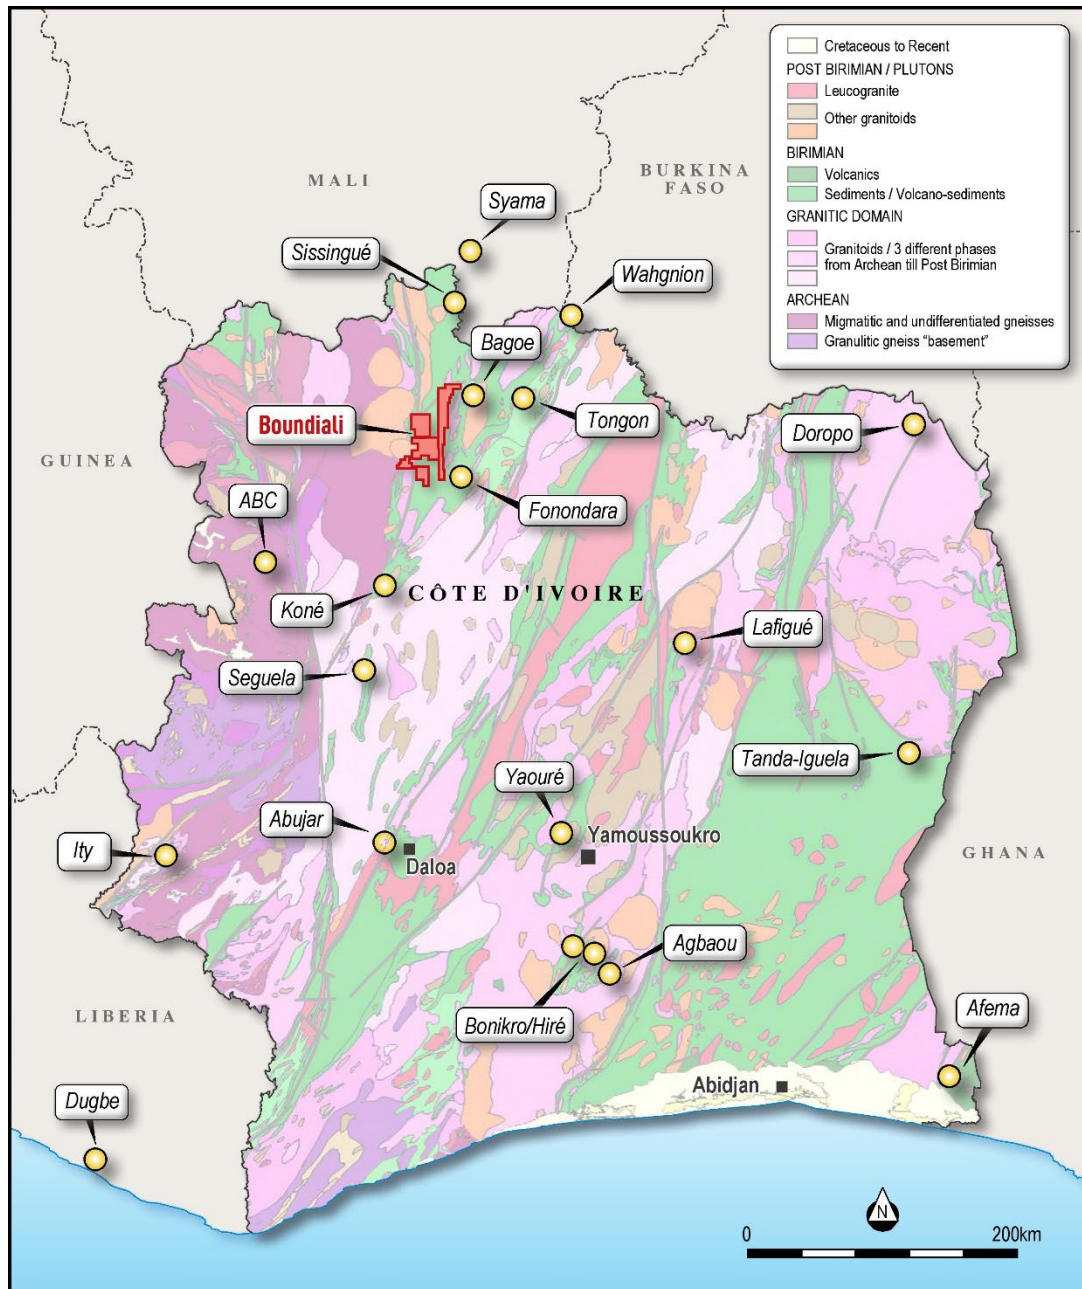 Cretaceous to Recent
POST BIRIMIAN / PLUTONS
Leucogranite
Other granitoids
BIRIMIAN
Volcanics
Sediments / Volcano-sediments
GRANITIC DOMAIN
Granitoids / 3 different phases
from Archean till Post Birimian
ARCHEAN
Migmatitic and undifferentiated gneisses
Granulitic gneiss “basement”
MALI
BURKINA
FASO
Syama
Sissingué
Wahgnion
Bagoe
Boundiali
Tongon
Doropo
GUINEA
ABC
Fonondara
Koné
CÔTE D'IVOIRE
Lafigué
Seguela
Tanda-Iguela
Yaouré
Abujar
Yamoussoukro
Ity
Daloa
GHANA
Agbaou
LIBERIA
Bonikro/Hiré
Afema
Abidjan
Dugbe
N
0 200km